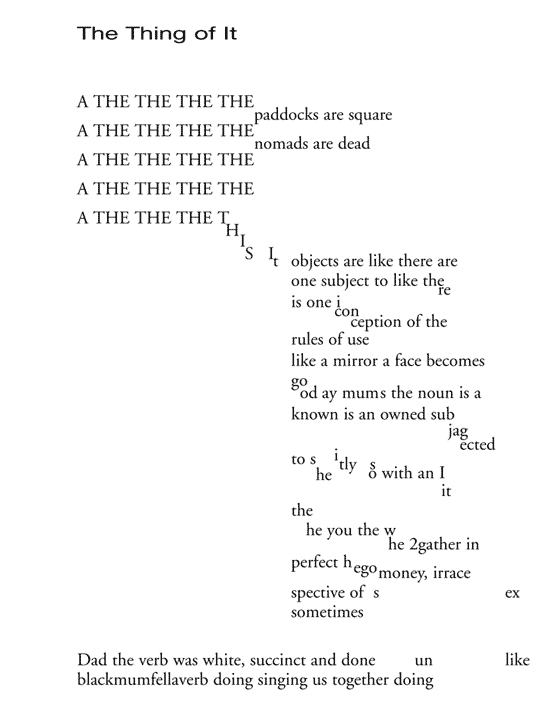 The Thing of It
A THE THE THE THE
paddocks are square
A THE THE THE THE
nomads are dead
A THE THE THE THE
A THE THE THE THE
A THE THE THE T
H
I
S It
objects are like there are
one subject to like the
re
is one i
con
ception of the
rules of use
like a mirror a face becomes
go
od ay mums the noun is a
known is an owned sub
jag
ected
to s he itly so with an I
it
the
he you the w
he 2gather in
perfect h ego money, irrace
spective of s ex
sometimes
Dad the verb was white, succinct and done un like
blackmumfellaverb doing singing us together doing